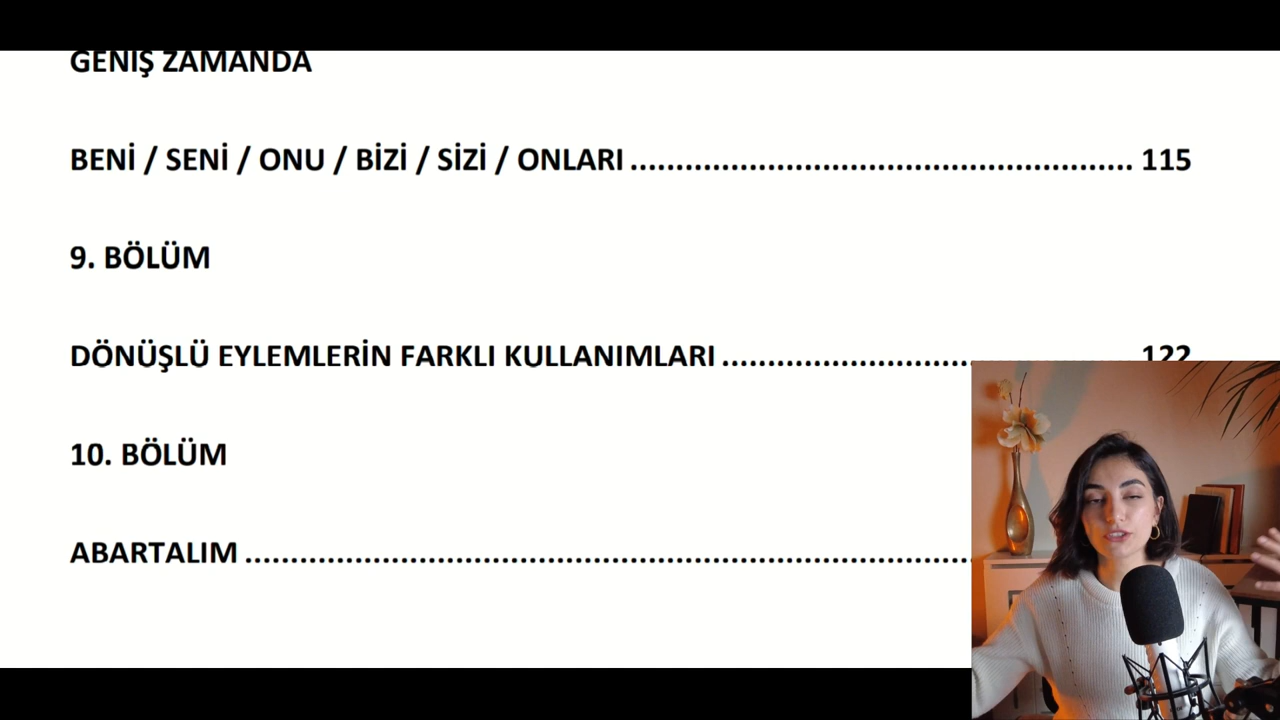 GENİŞ ZAMANDA
BENİ / SENİ / ONU / BİZİ / SİZİ / ONLARI ........................................................ 115
9. BÖLÜM
DÖNÜŞLÜ EYLEMLERİN FARKLI KULLANIMLARI ............................ 122
10. BÖLÜM
ABARTALIM ................................................................................